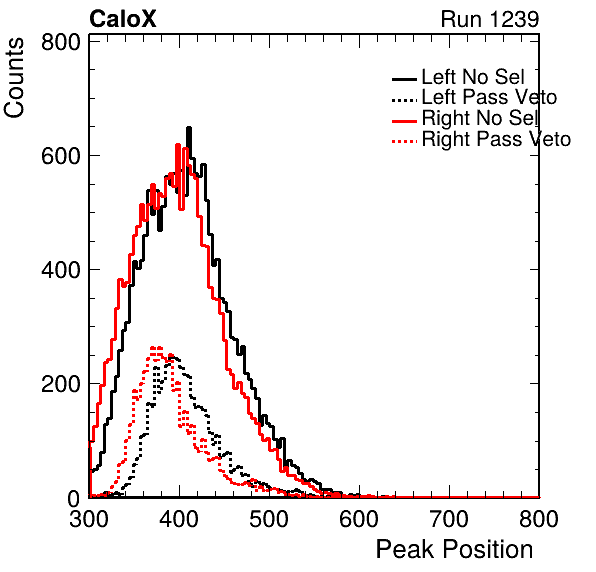 CaloX Run 1239
Counts
800
600
400
200
0
Left No Sel
Left Pass Veto
Right No Sel
Right Pass Veto
300 400 500 600 700 800
Peak Position